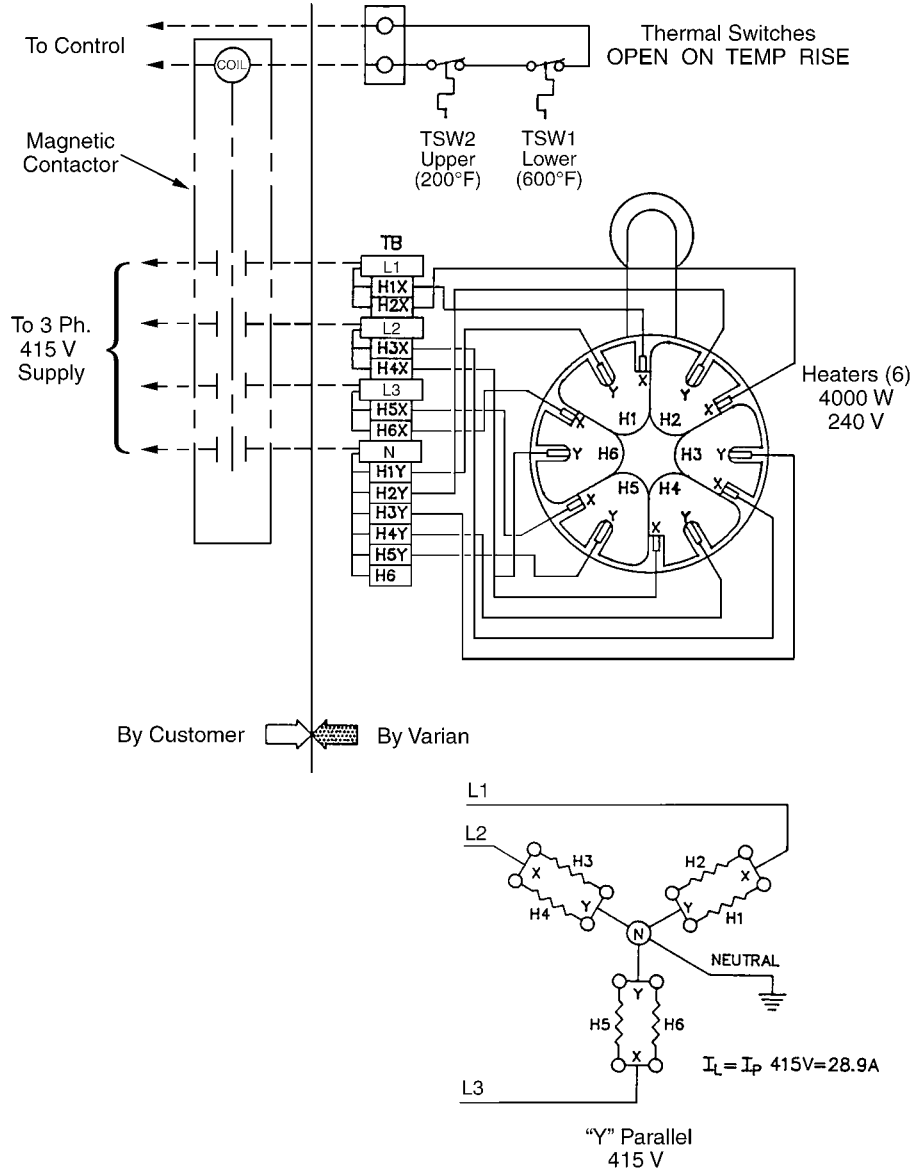 To Control
COIL
Thermal Switches
OPEN ON TEMP RISE
Magnetic
Contactor
TSW2
Upper
(200°F)
TSW1
Lower
(600°F)
TB
L1
H1X
H2X
L2
H3X
H4X
L3
H5X
H6X
N
H1Y
H2Y
H3Y
H4Y
H5Y
H6
To 3 Ph.
415 V
Supply
Heaters (6)
4000 W
240 V
Y
X
Y
X
X
H1
H2
Y
H6
H3
Y
H5
H4
X
X
Y
X
Y
By Customer
By Varian
L1
L2
H3
X
H4
Y
H2
X
Y
H1
N
NEUTRAL
Y
H5
H6
X
IL=IP 415V=28.9A
L3
“Y” Parallel
415 V